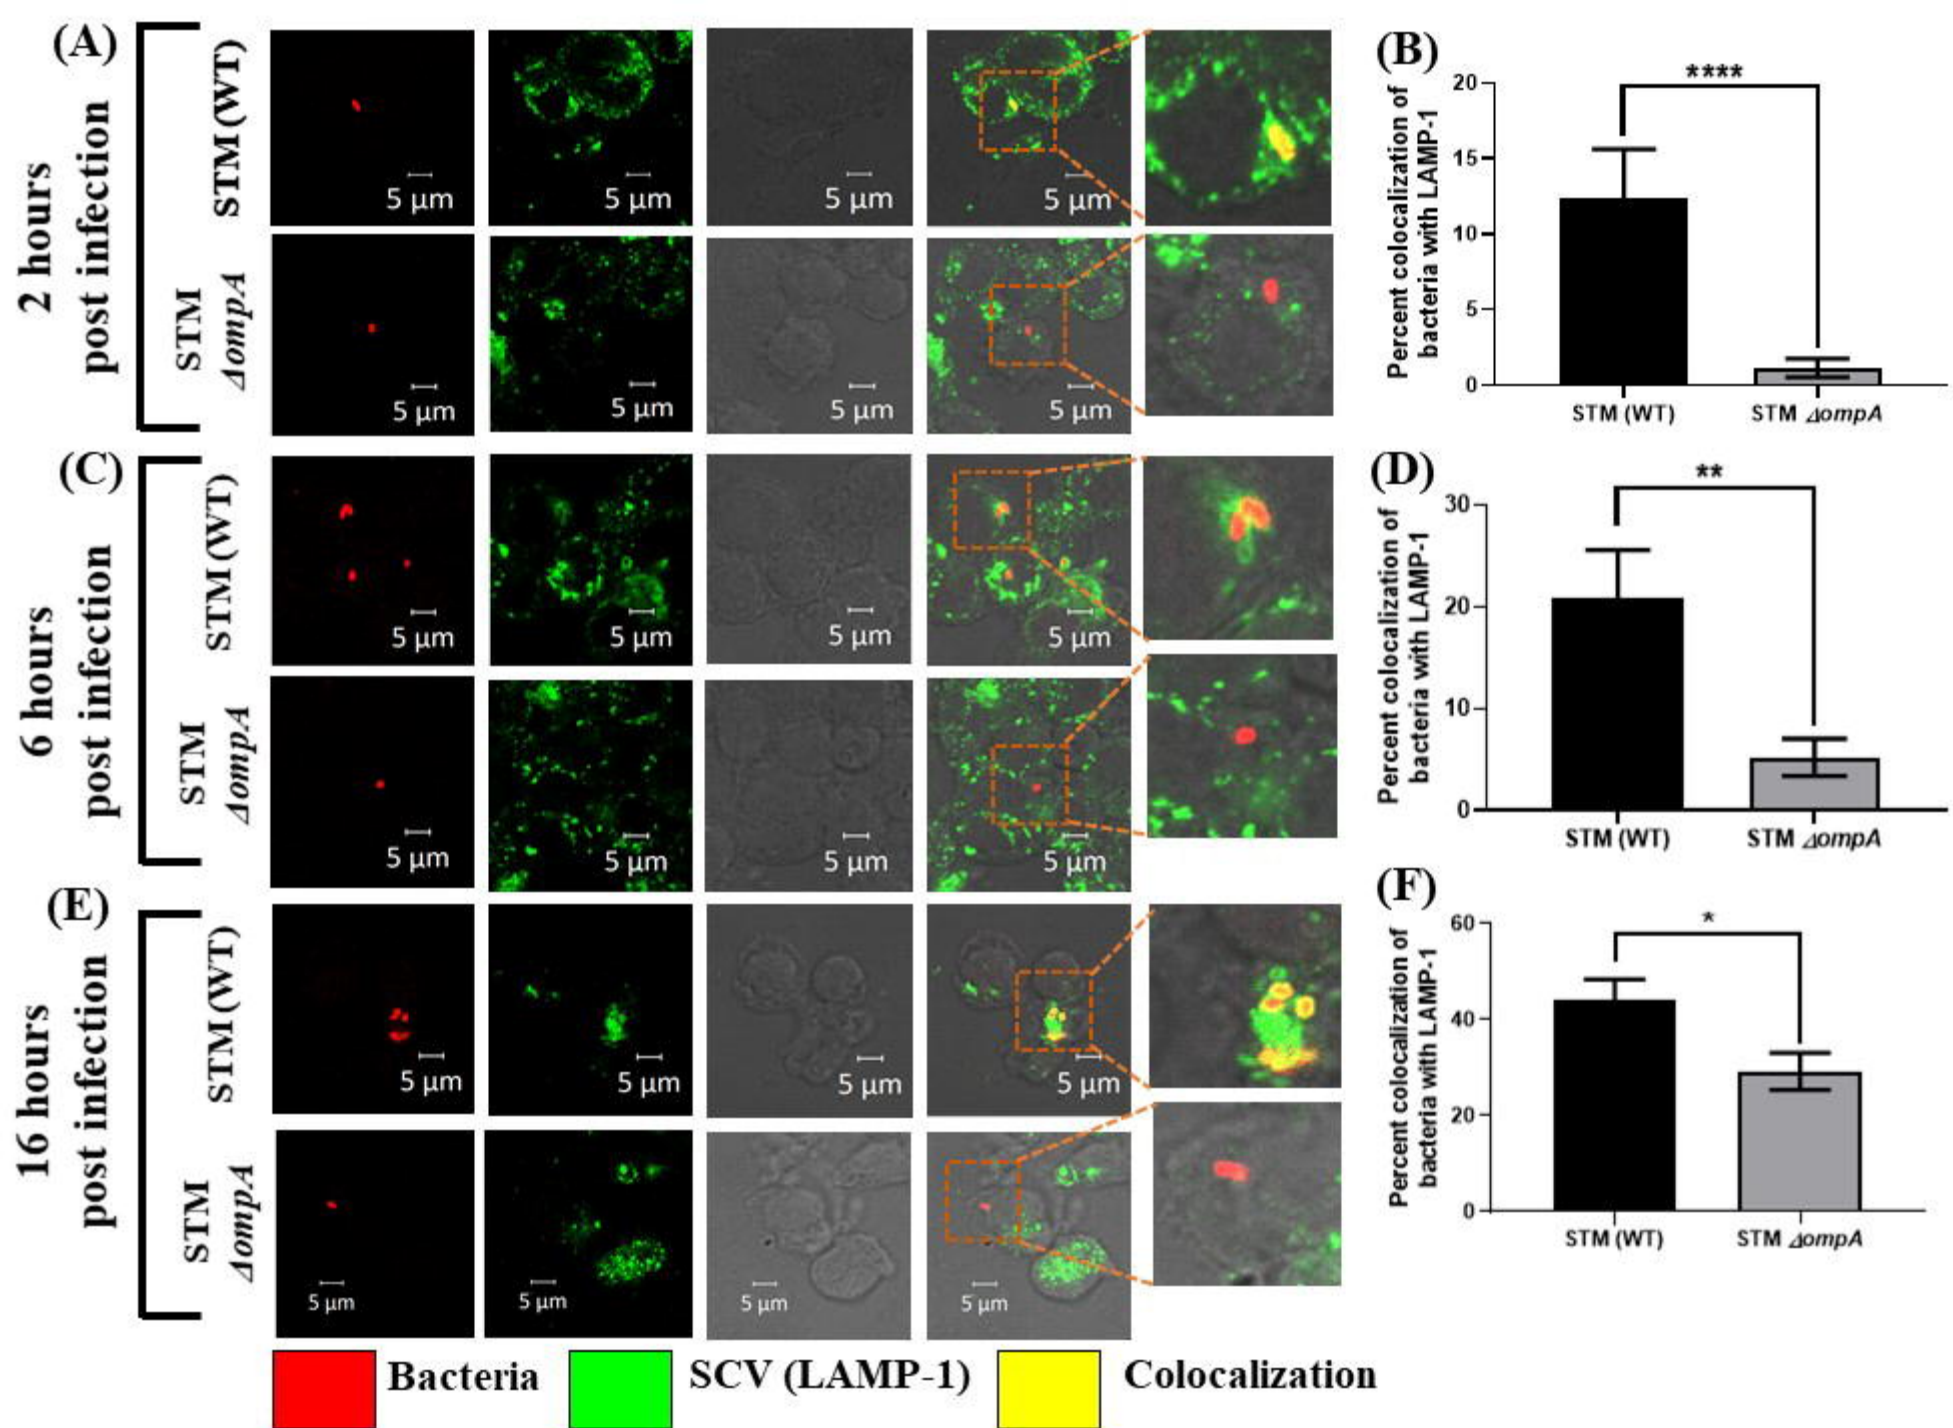 (A)
2 hours
post infection
STM (WT)
5 µm
5 µm
5 µm
5 µm
STM
ΔompA
5 µm
5 µm
5 µm
5 µm
(B)
Percent colocalization of
bacteria with LAMP-1
****
20
15
10
5
0
STM (WT)
STM ΔompA
(C)
6 hours
post infection
STM (WT)
5 µm
5 µm
5 µm
5 µm
STM
ΔompA
5 µm
5 µm
5 µm
5 µm
(D)
Percent colocalization of
bacteria with LAMP-1
**
30
20
10
0
STM (WT)
STM ΔompA
(E)
16 hours
post infection
STM (WT)
5 µm
5 µm
5 µm
5 µm
STM
ΔompA
5 µm
5 µm
5 µm
5 µm
(F)
Percent colocalization of
bacteria with LAMP-1
*
60
40
20
0
STM (WT)
STM ΔompA
Bacteria
SCV (LAMP-1)
Colocalization